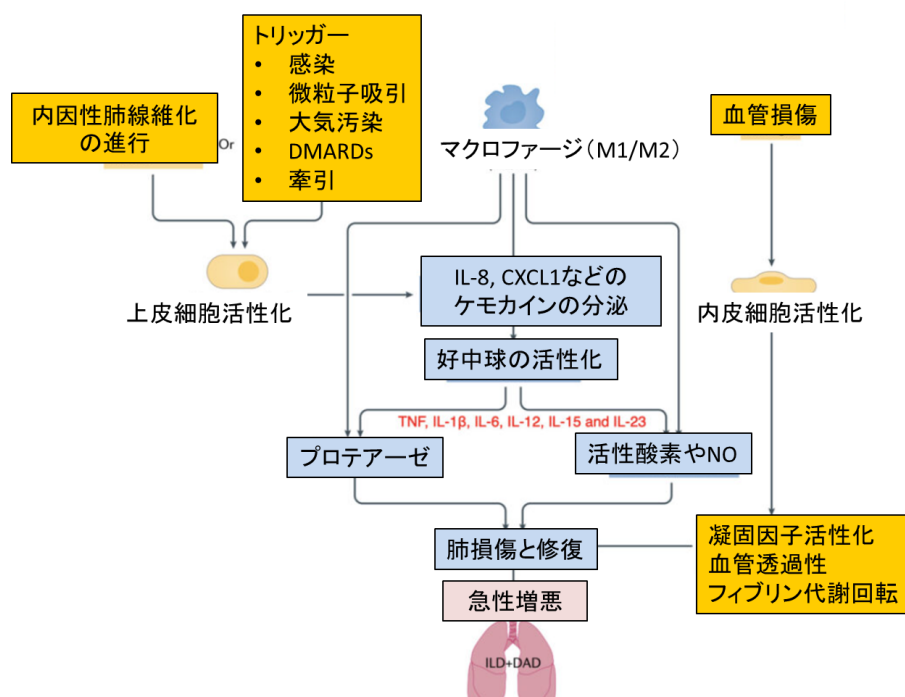 トリッガー
• 感染
• 微粒子吸引
• 大気汚染
• DMARDs
• 牽引
内因性肺線維化
の進行
Or
マクロファージ(M1/M2)
血管損傷
上皮細胞活性化
IL-8, CXCL1などの
ケモカインの分泌
内皮細胞活性化
好中球の活性化
TNF, IL-1β, IL-6, IL-12, IL-15 and IL-23
プロテアーゼ
活性酸素やNO
肺損傷と修復
凝固因子活性化
血管透過性
フィブリン代謝回転
急性増悪
ILD+DAD